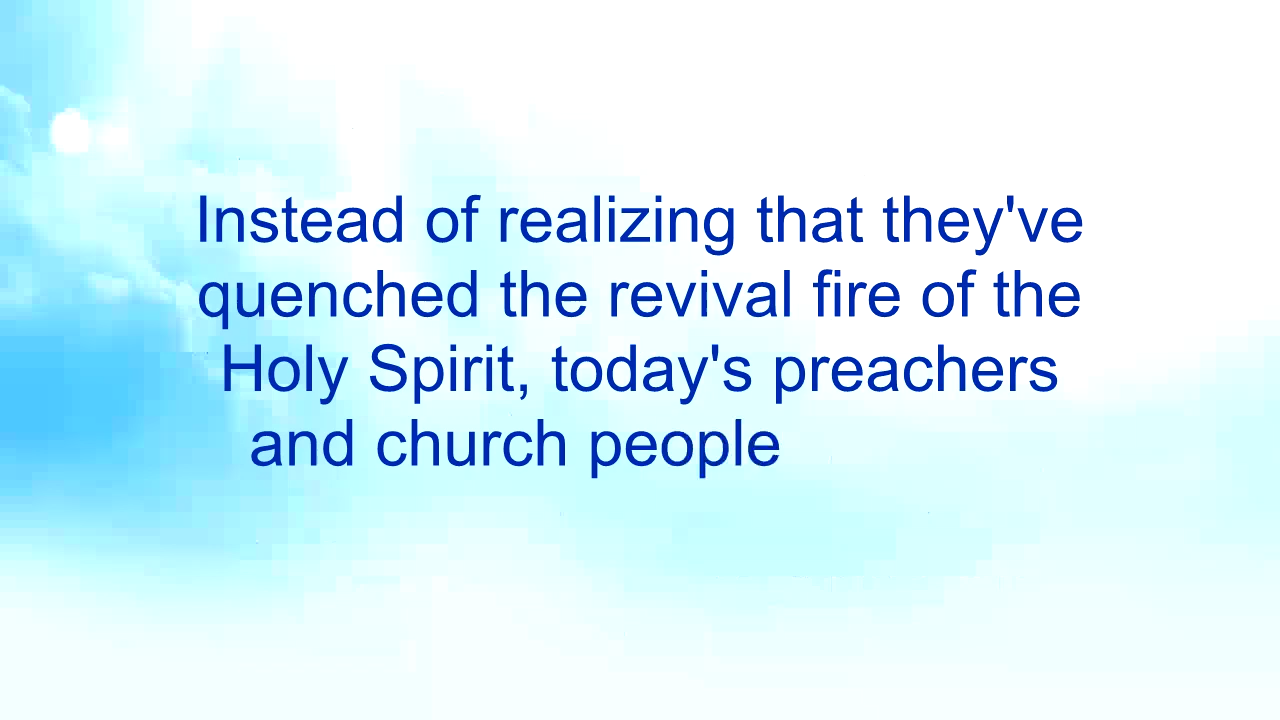 Instead of realizing that they've
quenched the revival fire of the
Holy Spirit, today's preachers
and church people